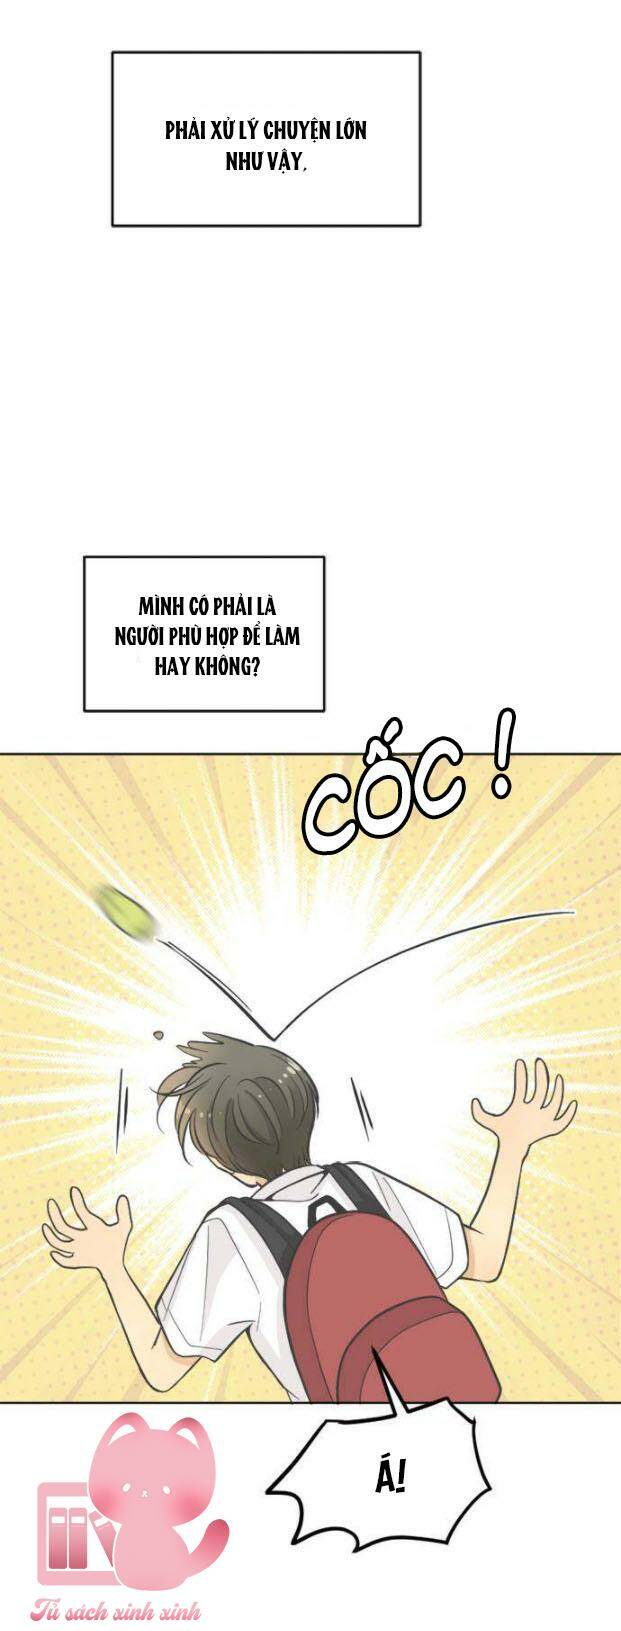 PHẢI XỬ LÝ CHUYỆN LỚN
NHƯ VẬY,
MÌNH CÓ PHẢI LÀ
NGƯỜI PHÙ HỢP ĐỂ LÀM
HAY KHÔNG?
CỐC!
Á!
Tủ sách xinh xinh